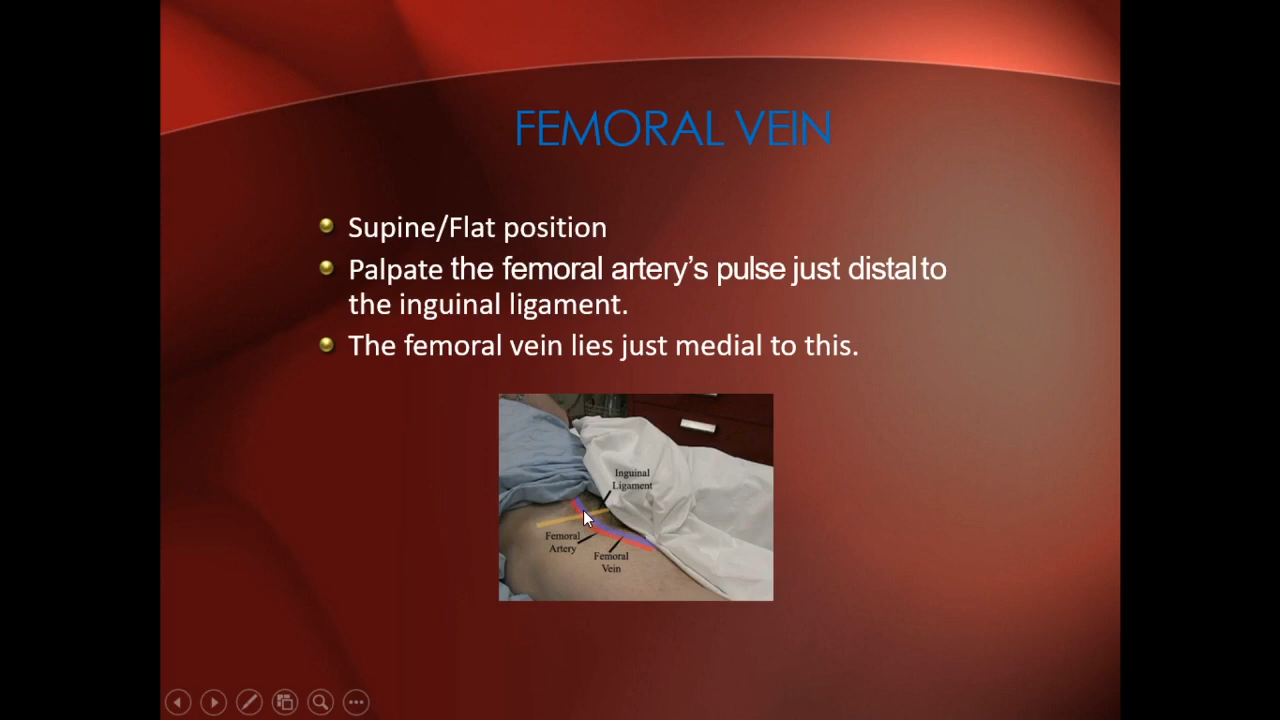 FEMORAL VEIN
Supine/Flat position
Palpate the femoral artery’s pulse just distal to
the inguinal ligament.
The femoral vein lies just medial to this.
Inguinal
Ligament
Femoral
Artery
Femoral
Vein